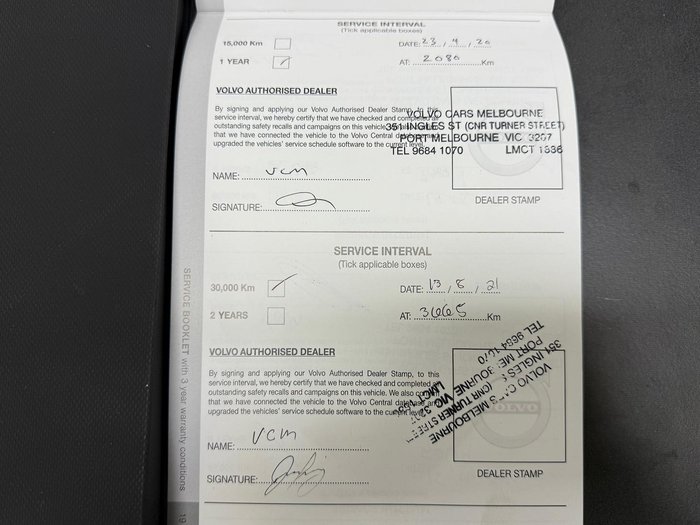 SERVICE INTERVAL
(Tick applicable boxes)
15,000 Km
DATE: 23 / 4 / 20
1 YEAR
AT: 2080 Km
VOLVO AUTHORISED DEALER
By signing and applying our Volvo Authorised Dealer Stamp, to this
service interval, we hereby certify that we have checked and completed
outstanding safety recalls and campaigns on this vehicle
that we have connected the vehicle to the Volvo Central
upgraded the vehicles' service schedule software to the current level.
VOLVO CARS MELBOURNE
351 INGLES ST (CNR TURNER STREET)
PORT MELBOURNE VIC 3207
TEL 9684 1070 LMCT 1336
NAME: VCM
SIGNATURE:
DEALER STAMP
SERVICE INTERVAL
(Tick applicable boxes)
30,000 Km
DATE: 13 / 8 / 21
2 YEARS
AT: 3665 Km
VOLVO AUTHORISED DEALER
By signing and applying our Volvo Authorised Dealer Stamp, to this
service interval, we hereby certify that we have checked and completed
outstanding safety recalls and campaigns on this vehicle. We also
that we have connected the vehicle to the Volvo Central
upgraded the vehicles' service schedule software to the current level.
MELBOURNE
351 INGLES
(CNR TURNER STREET)
PORT MELBOURNE VIC
TEL 9684 1070
LMCT
VOLVO
NAME: VCM
SIGNATURE:
DEALER STAMP
SERVICE BOOKLET with 3 year warranty conditions
19